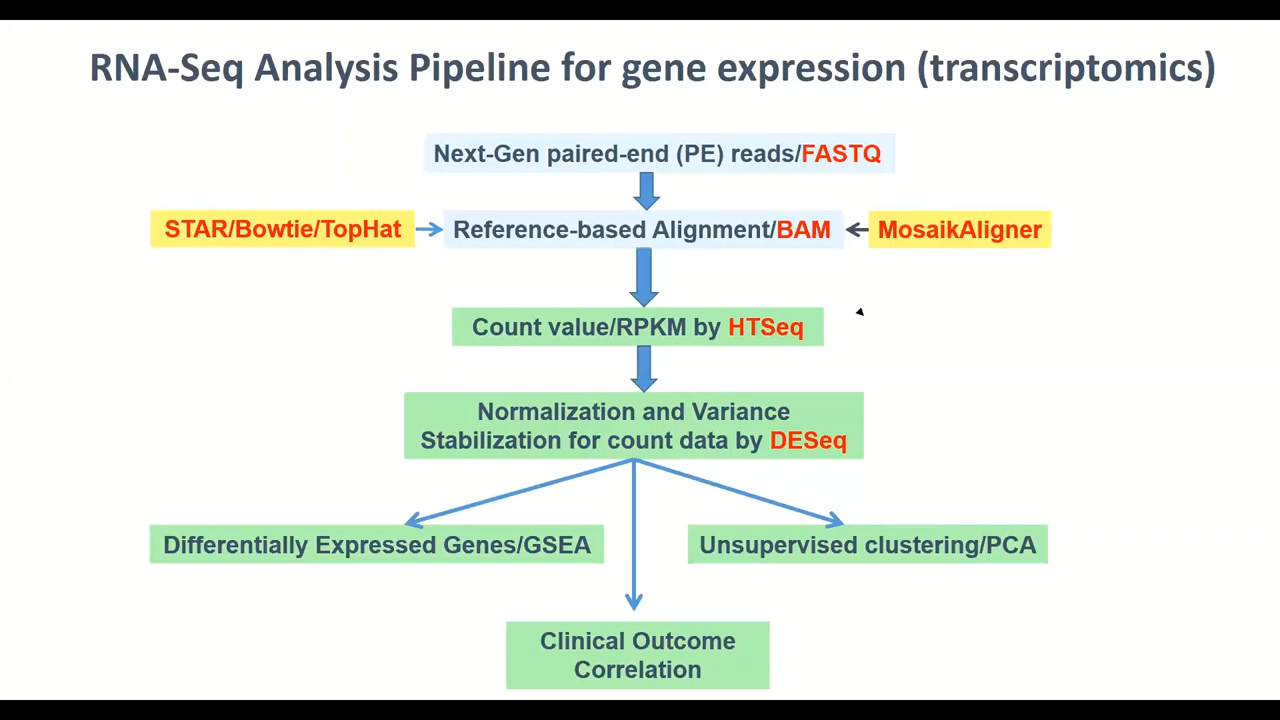 RNA-Seq Analysis Pipeline for gene expression (transcriptomics)
Next-Gen paired-end (PE) reads/FASTQ
STAR/Bowtie/TopHat
Reference-based Alignment/BAM
MosaikAligner
Count value/RPKM by HTSeq
Normalization and Variance
Stabilization for count data by DESeq
Differentially Expressed Genes/GSEA
Unsupervised clustering/PCA
Clinical Outcome
Correlation